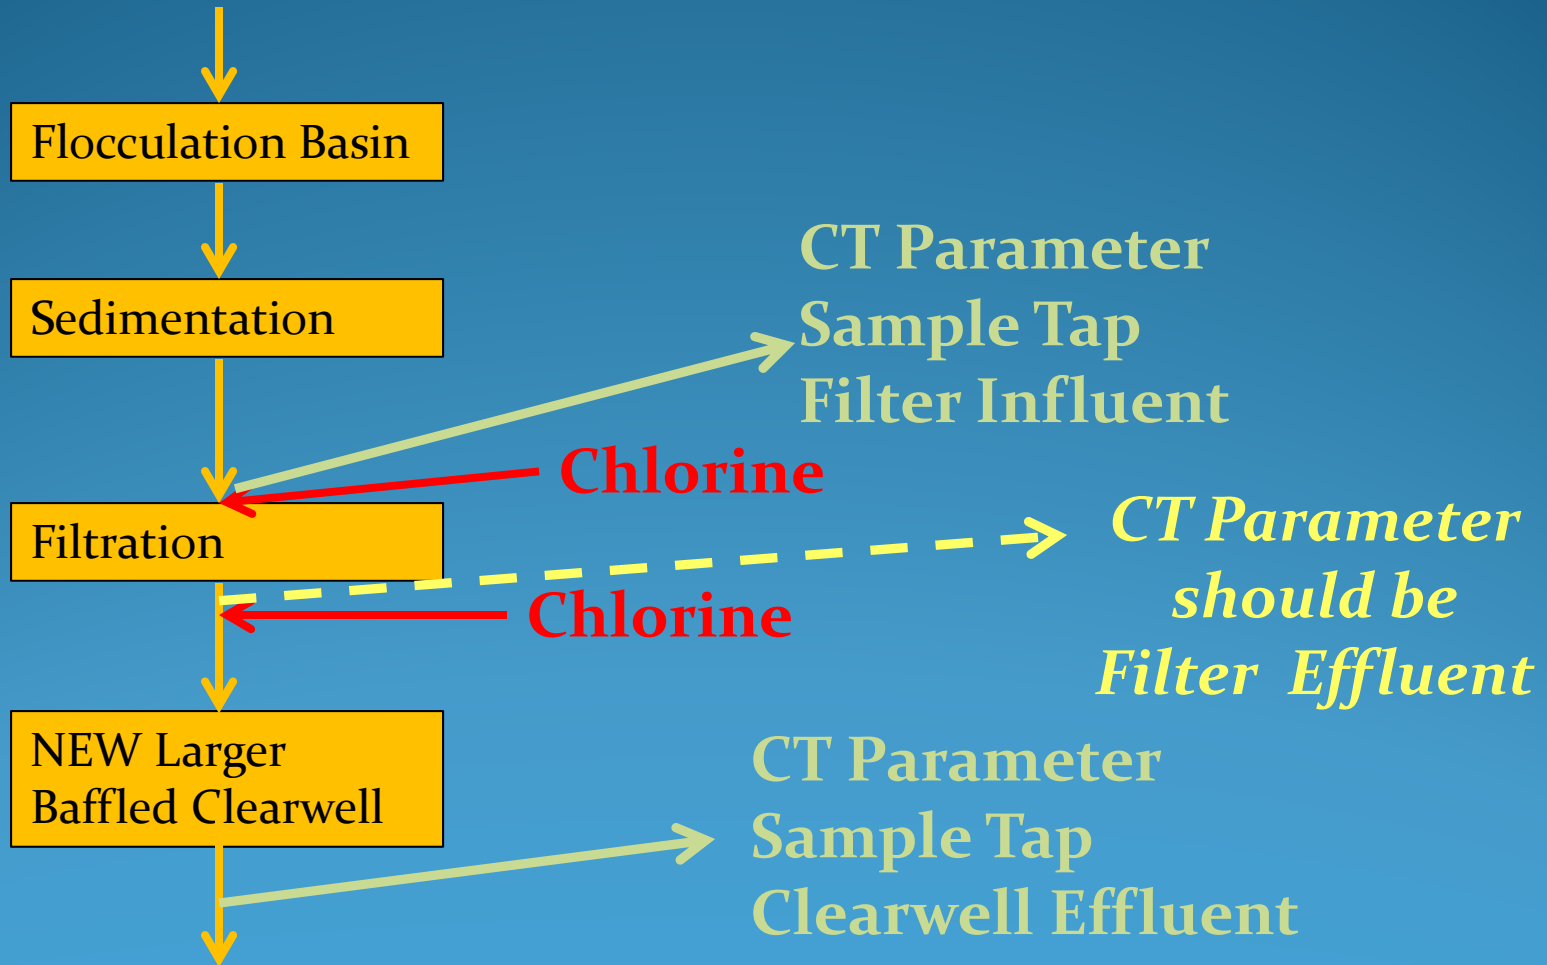 Flocculation Basin
Sedimentation
CT Parameter
Sample Tap
Filter Influent
Chlorine
Filtration
CT Parameter
should be
Filter Effluent
Chlorine
NEW Larger
Baffled Clearwell
CT Parameter
Sample Tap
Clearwell Effluent